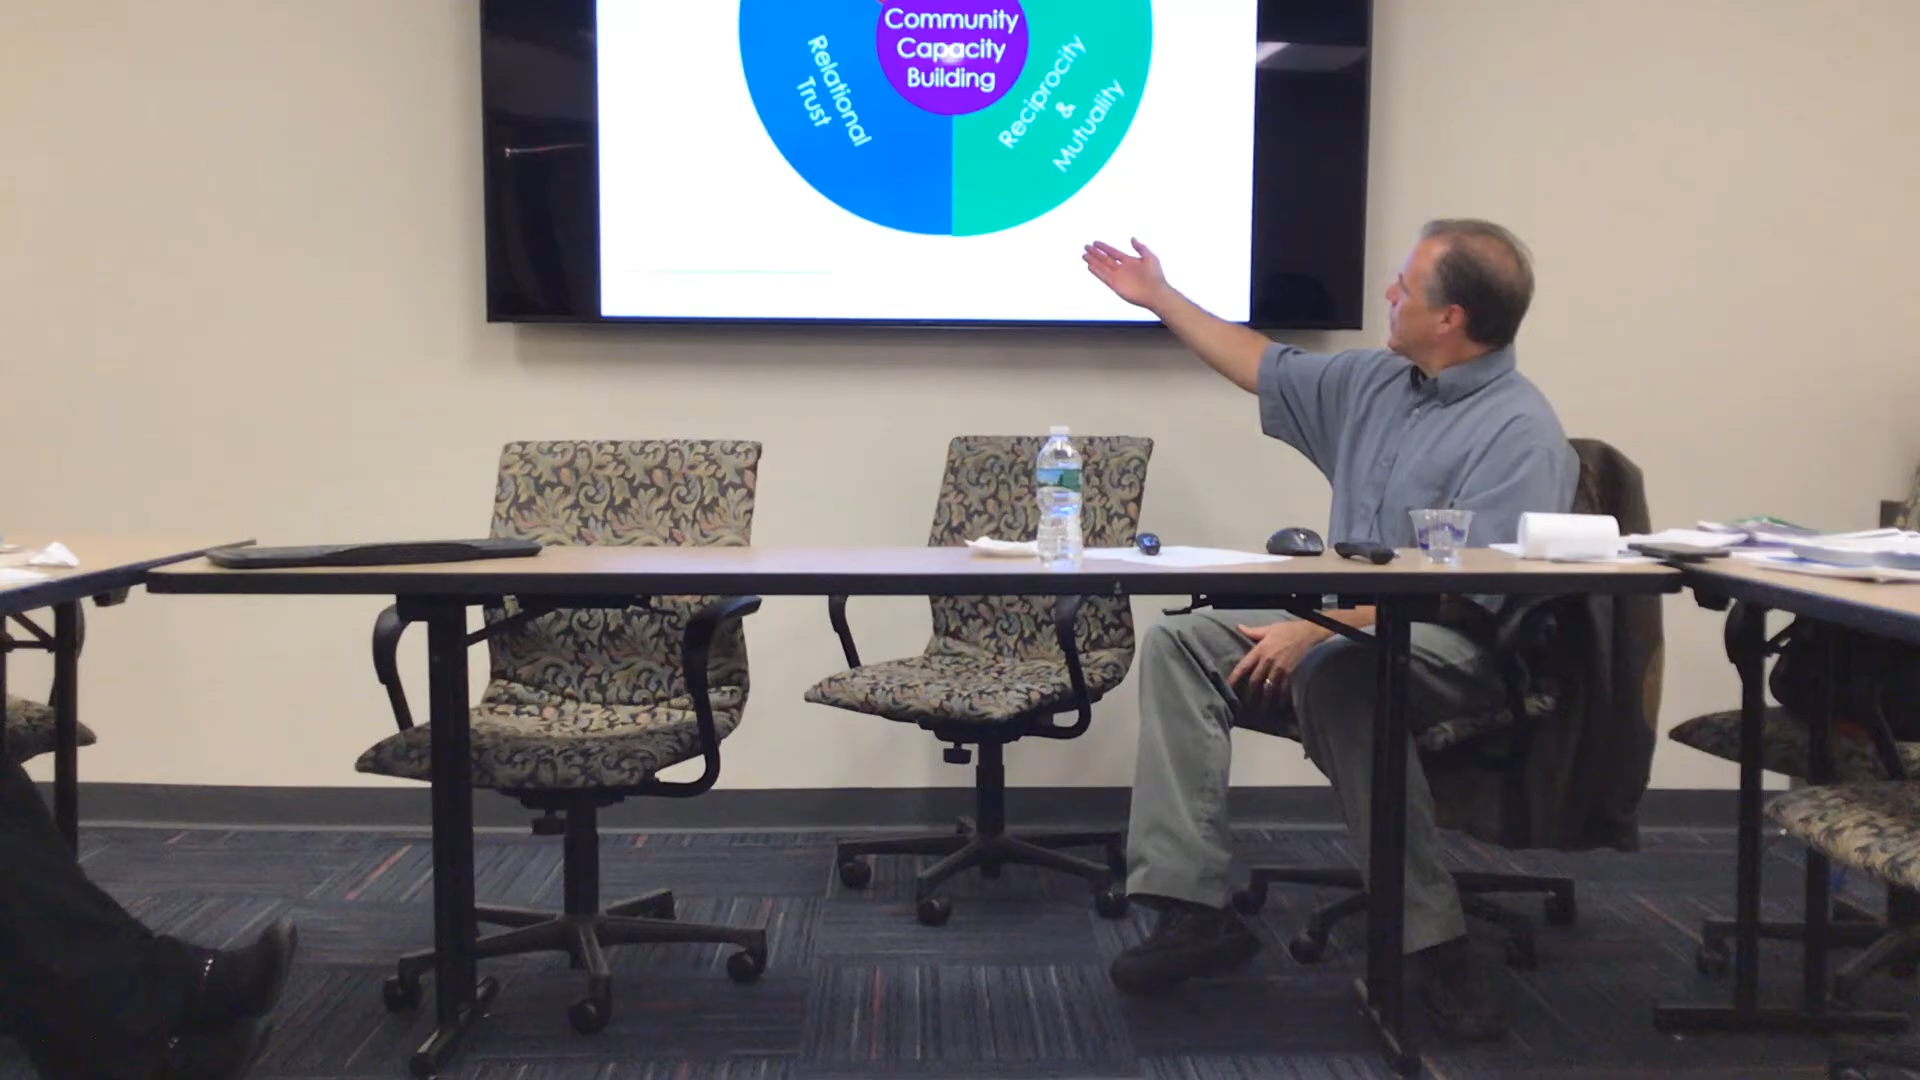 Community
Capacity
Building
Relational
Trust
Reciprocity
&
Mutuality